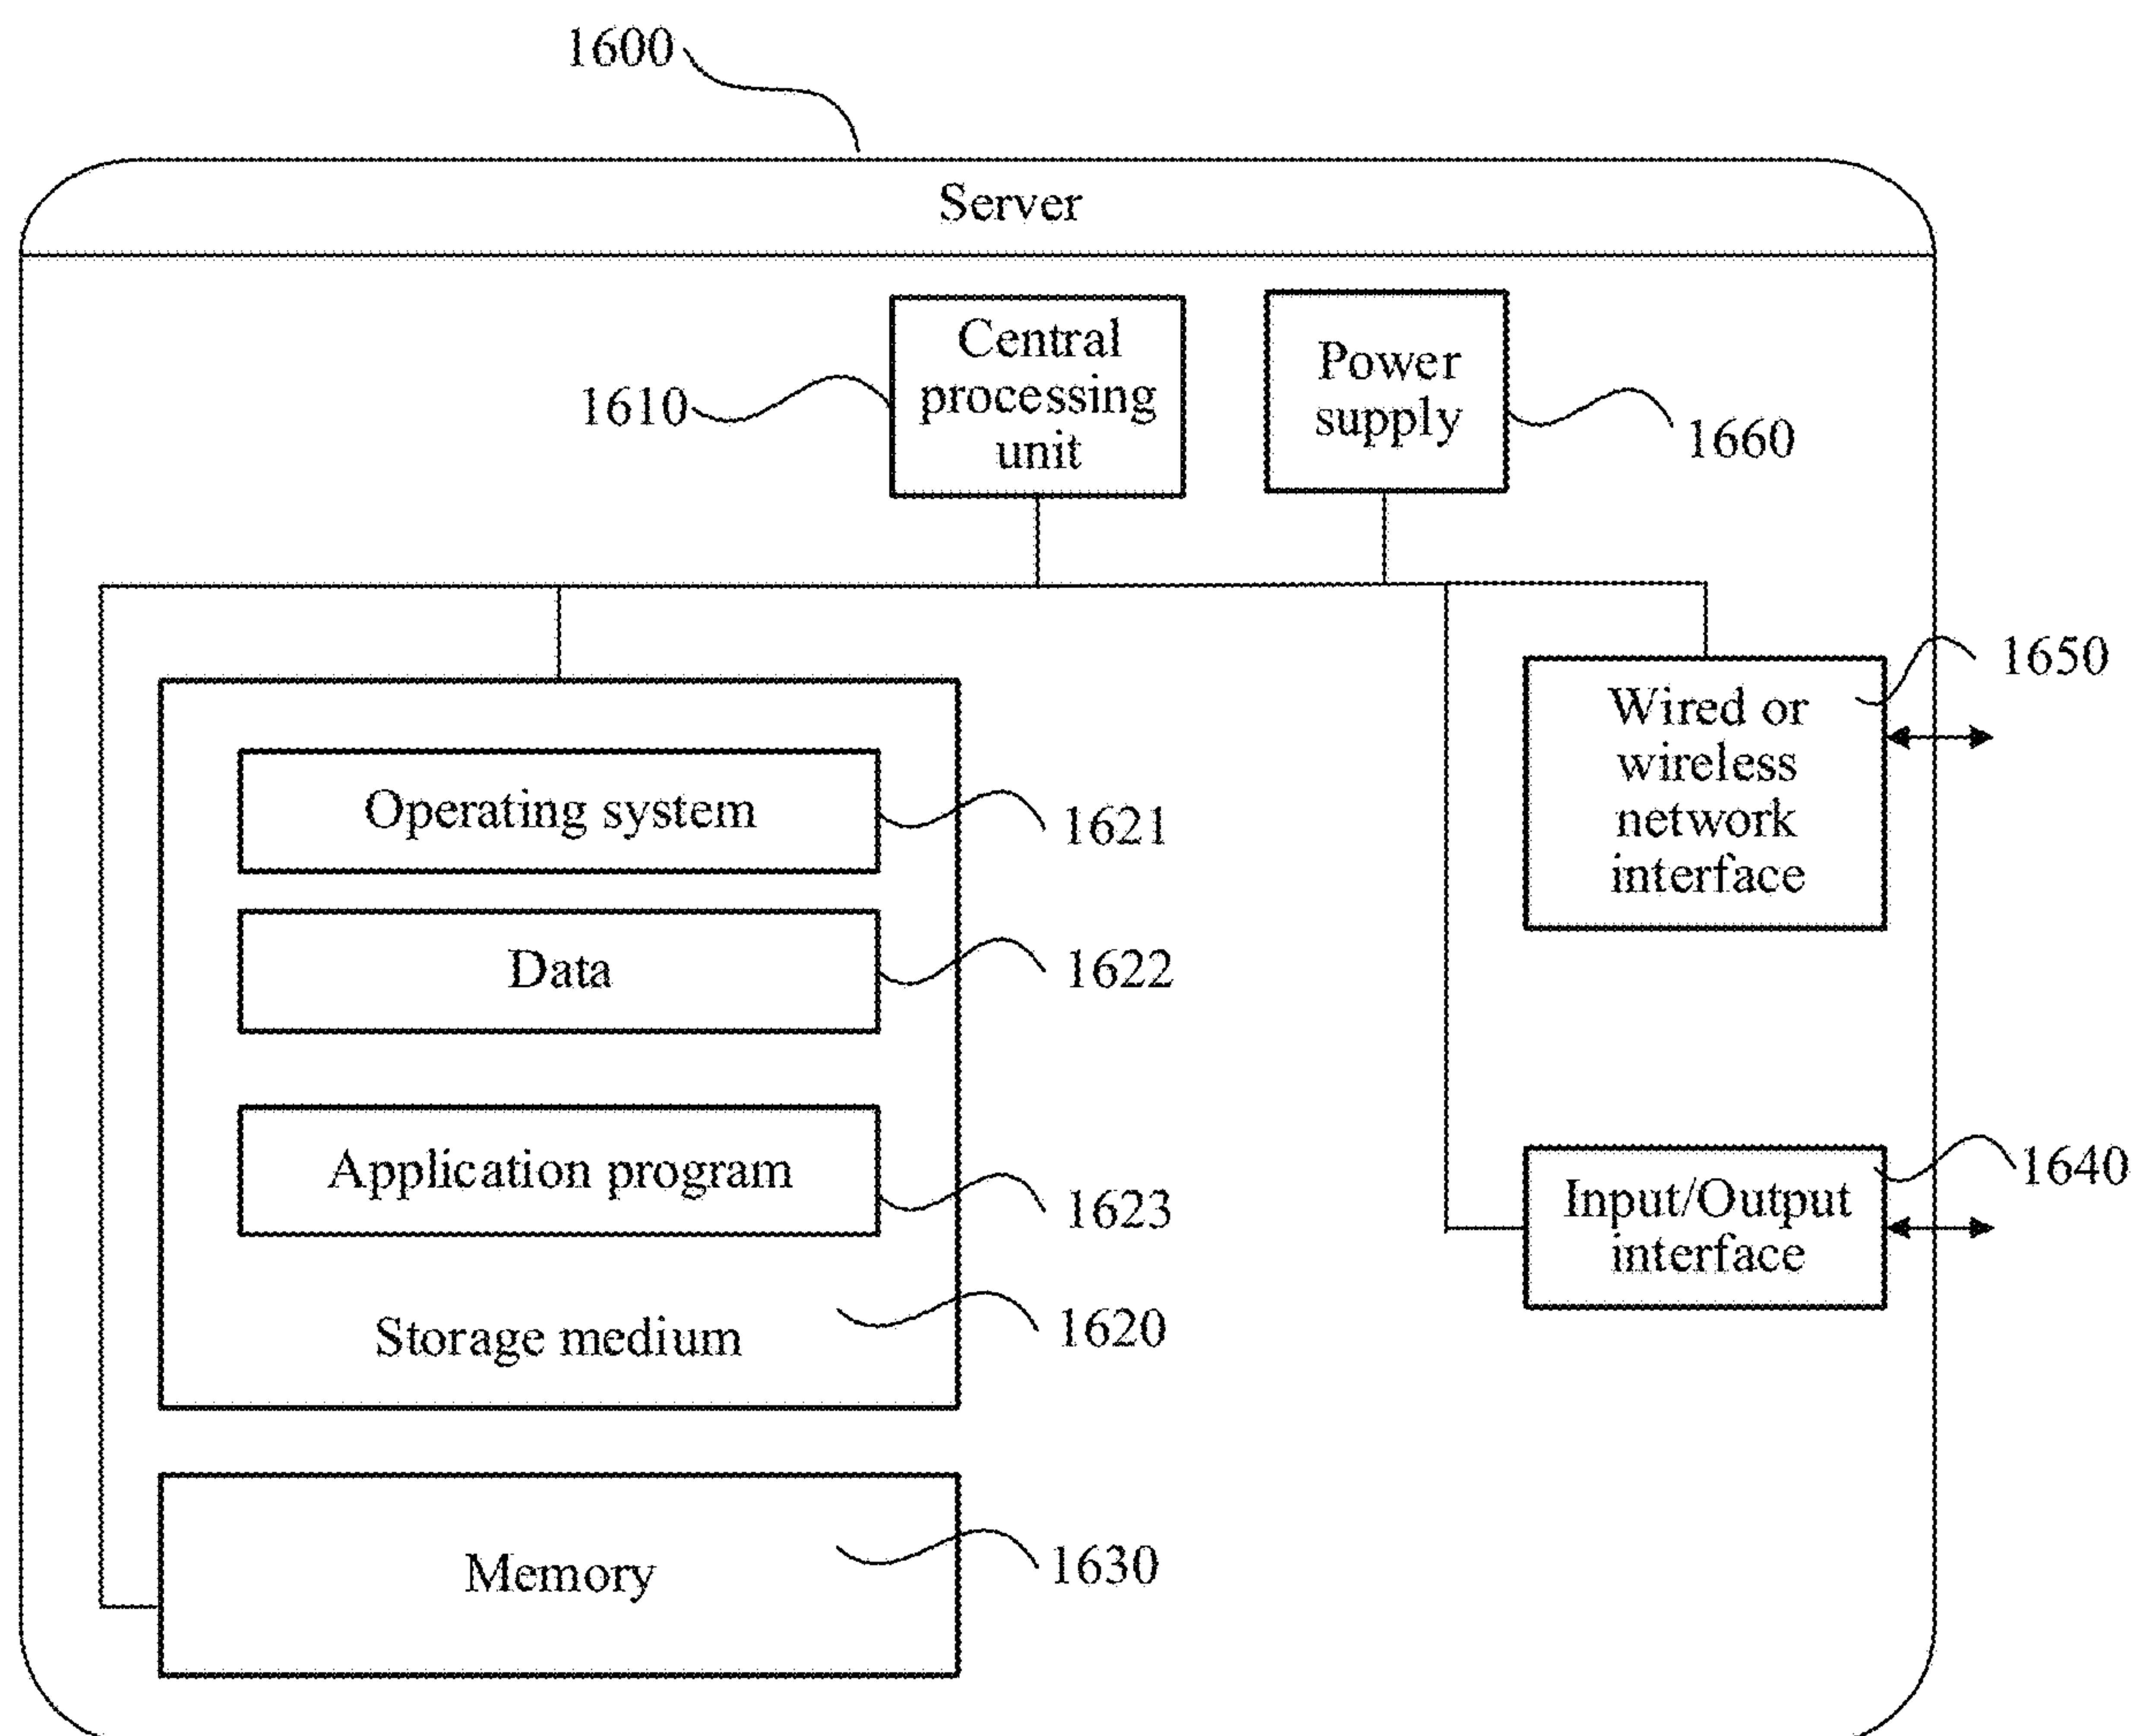 1600
Server
Central
processing
unit
1610
Power
supply
1660
1650
Wired or
wireless
network
interface
Operating system
1621
Data
1622
Application program
1623
1640
Input/Output
interface
Storage medium
1620
Memory
1630